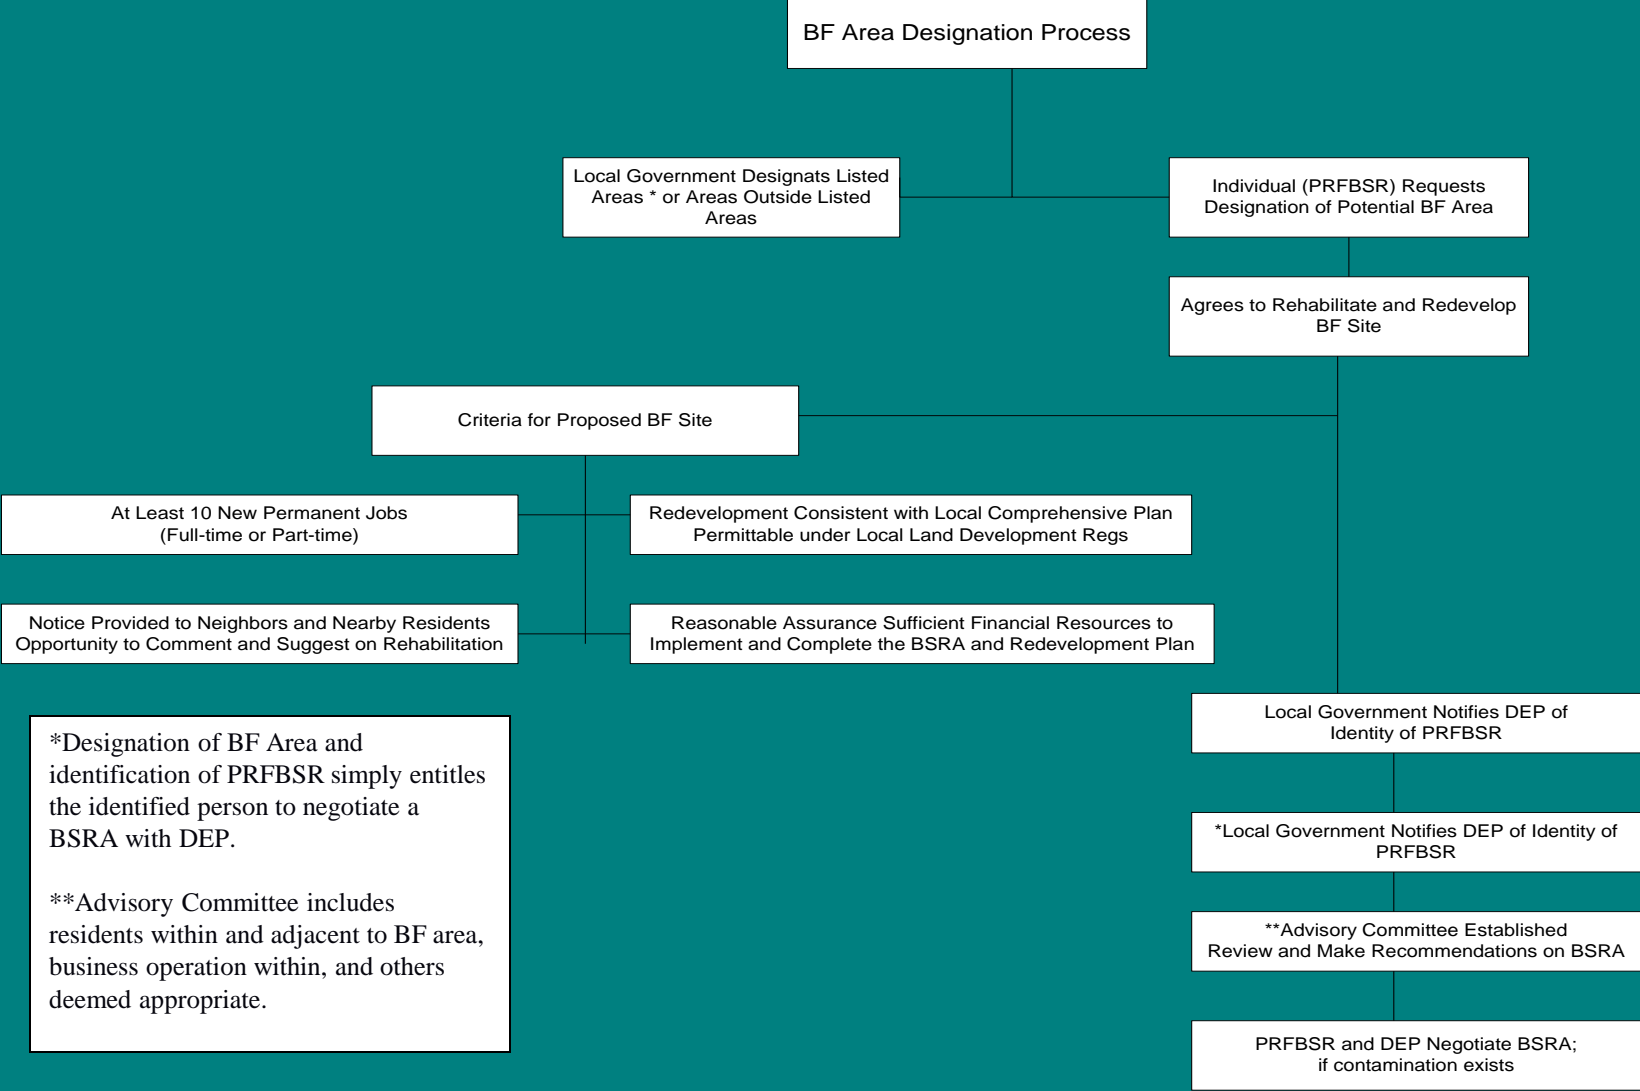 BF Area Designation Process
Local Government Designats Listed
Areas * or Areas Outside Listed
Areas
Individual (PRFBSR) Requests
Designation of Potential BF Area
Agrees to Rehabilitate and Redevelop
BF Site
Criteria for Proposed BF Site
At Least 10 New Permanent Jobs
(Full-time or Part-time)
Redevelopment Consistent with Local Comprehensive Plan
Permittable under Local Land Development Regs
Notice Provided to Neighbors and Nearby Residents
Opportunity to Comment and Suggest on Rehabilitation
Reasonable Assurance Sufficient Financial Resources to
Implement and Complete the BSRA and Redevelopment Plan
Local Government Notifies DEP of
Identity of PRFBSR
*Local Government Notifies DEP of Identity of
PRFBSR
**Advisory Committee Established
Review and Make Recommendations on BSRA
PRFBSR and DEP Negotiate BSRA;
if contamination exists
*Designation of BF Area and
identification of PRFBSR simply entitles
the identified person to negotiate a
BSRA with DEP.
**Advisory Committee includes
residents within and adjacent to BF area,
business operation within, and others
deemed appropriate.